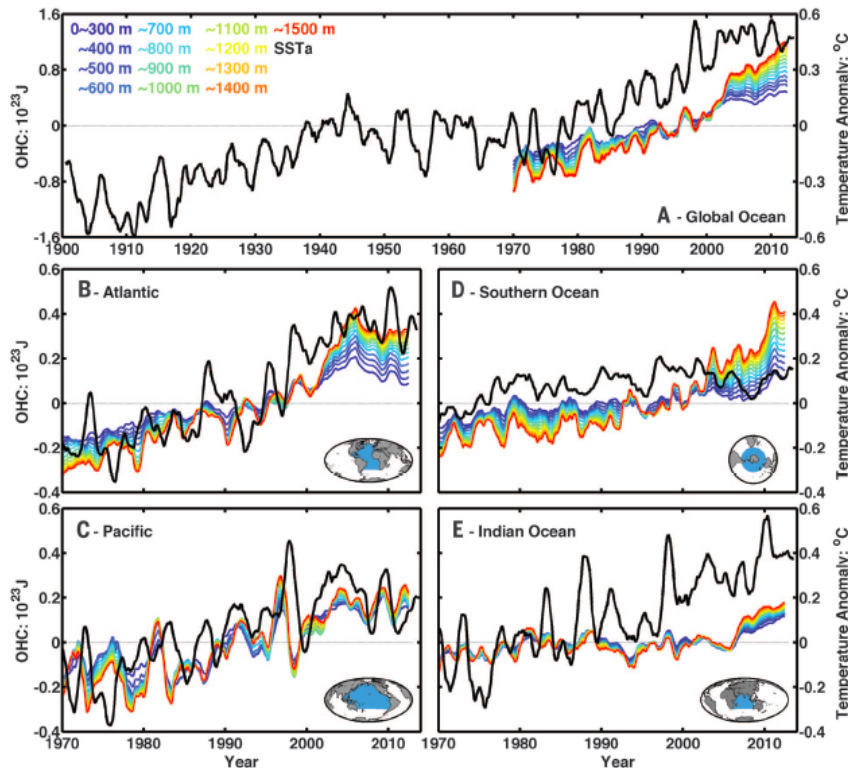 0~300 m ~700 m ~1100 m ~1500 m
~400 m ~800 m ~1200 m SSTa
~500 m ~900 m ~1300 m
~600 m ~1000 m ~1400 m
OHC: 10²³J
1.6
0.8
0
-0.8
-1.6
0.6
0.3
0
-0.3
-0.6
Temperature Anomaly: °C
A - Global Ocean
1900 1910 1920 1930 1940 1950 1960 1970 1980 1990 2000 2010
B - Atlantic
OHC: 10²³J
0.6
0.4
0.2
0
-0.2
-0.4
D - Southern Ocean
0.6
0.4
0.2
0
-0.2
-0.4
Temperature Anomaly: °C
C - Pacific
OHC: 10²³J
0.6
0.4
0.2
0
-0.2
-0.4
1970 1980 1990 2000 2010
Year
E - Indian Ocean
0.6
0.4
0.2
0
-0.2
-0.4
Temperature Anomaly: °C
1970 1980 1990 2000 2010
Year